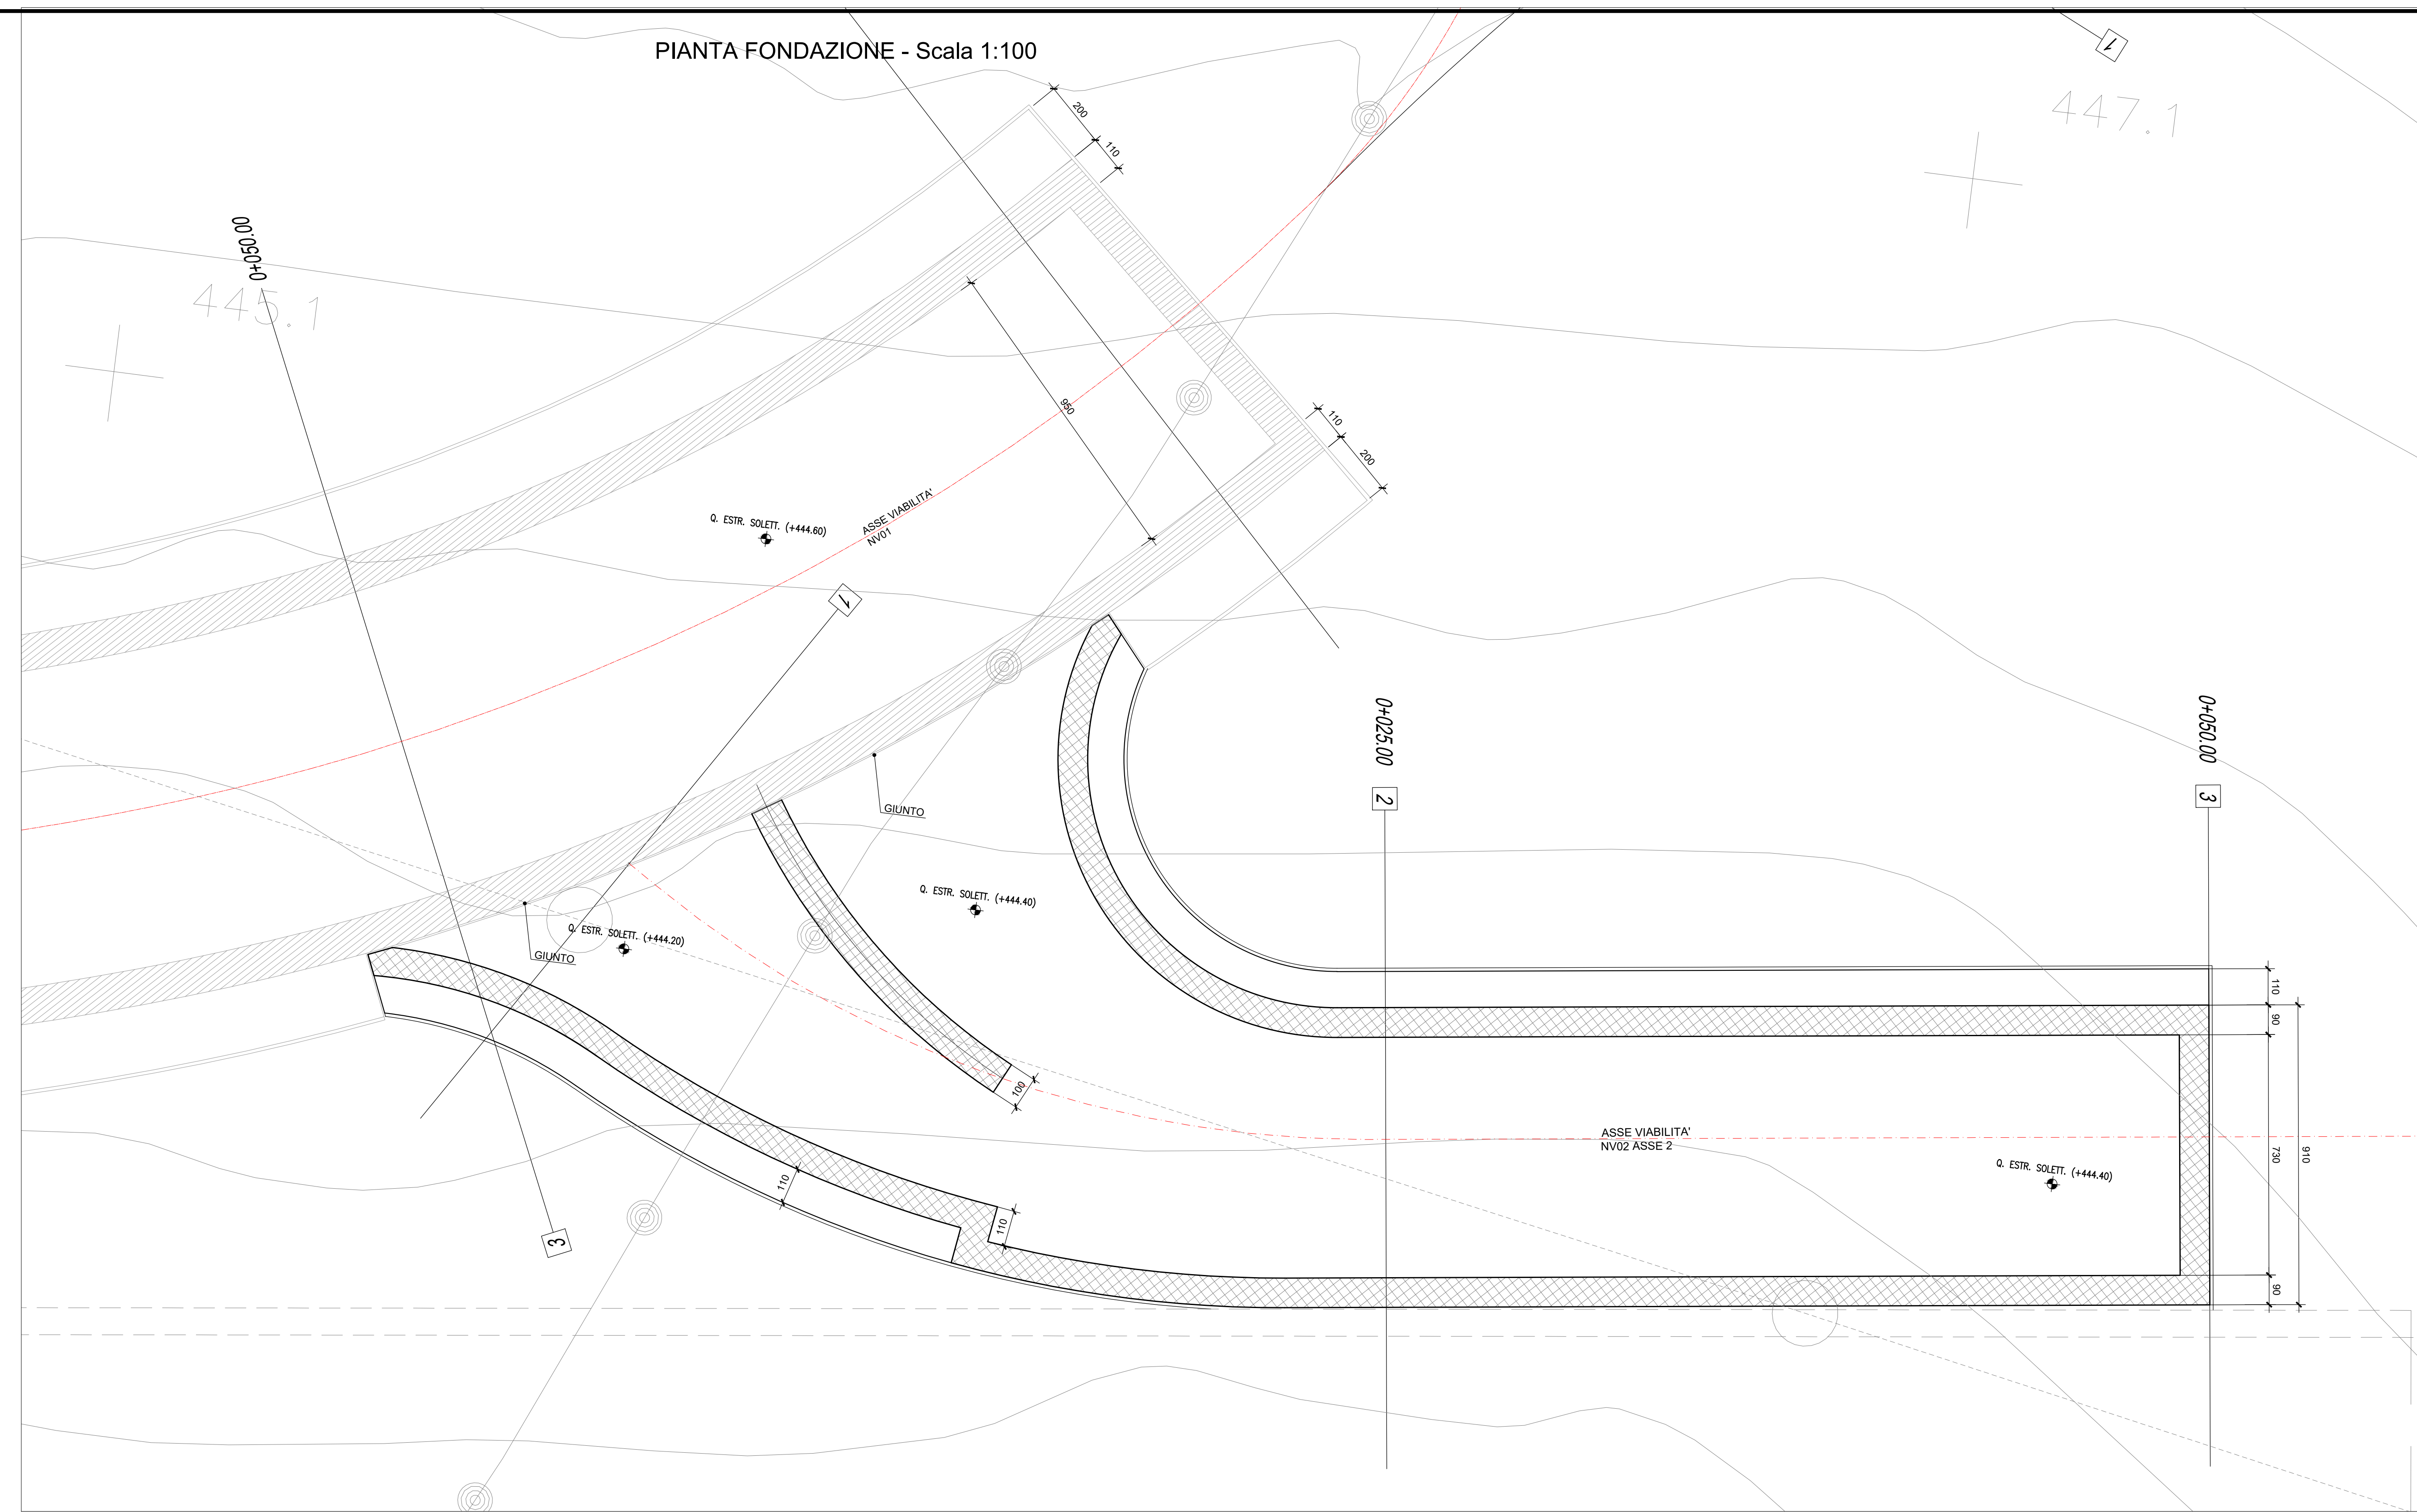 PIANTA FONDAZIONE - Scala 1:100
1
447.1
200
110
0+050.00
445.1
950
110
200
Q. ESTR. SOLETT. (+444.60)
ASSE VIABILITA'
NV01
1
0+025.00
2
0+050.00
3
GIUNTO
Q. ESTR. SOLETT. (+444.40)
Q. ESTR. SOLETT. (+444.20)
GIUNTO
110
90
100
ASSE VIABILITA'
NV02 ASSE 2
730
910
Q. ESTR. SOLETT. (+444.40)
110
110
3
90